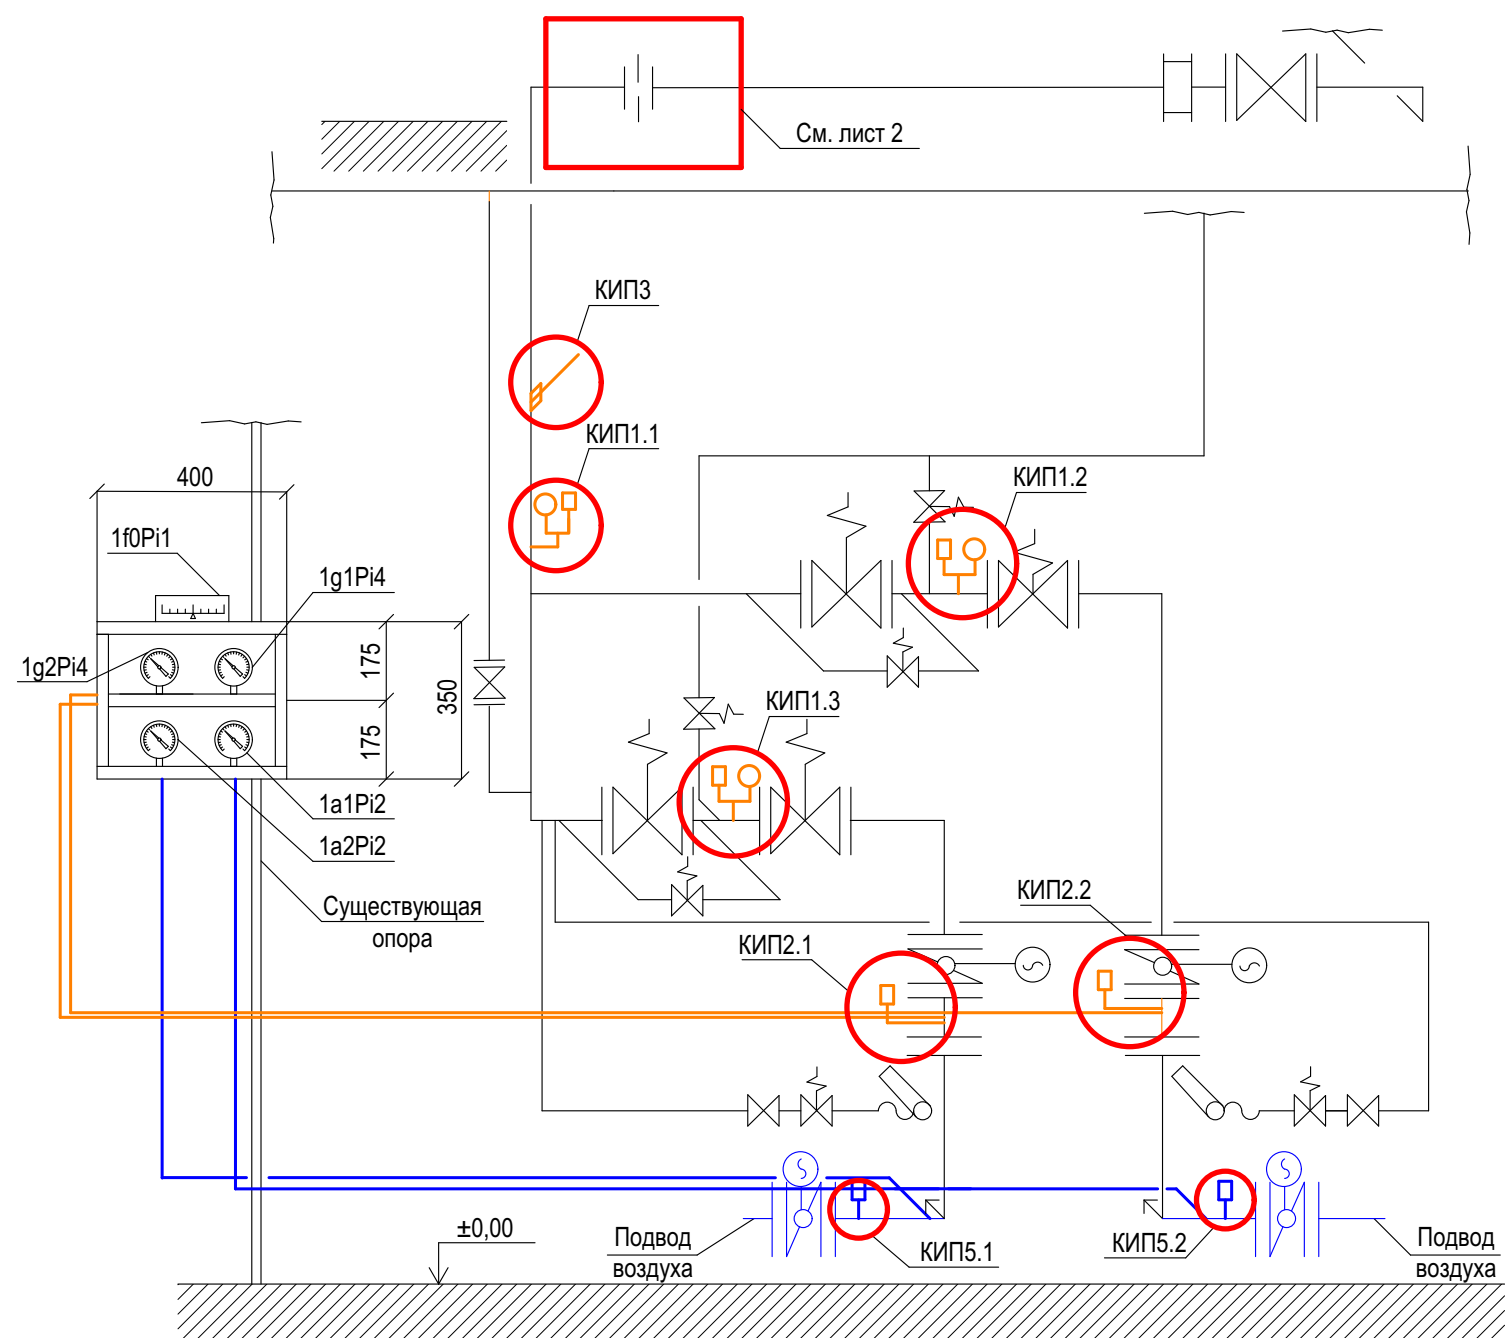 См. лист 2
КИП3
КИП1.1
400
КИП1.2
1f0Pi1
1g1Pi4
1g2Pi4
175
350
175
КИП1.3
1a1Pi2
1a2Pi2
Существующая
опора
КИП2.2
КИП2.1
±0,00
Подвод
воздуха
КИП5.1
КИП5.2
Подвод
воздуха